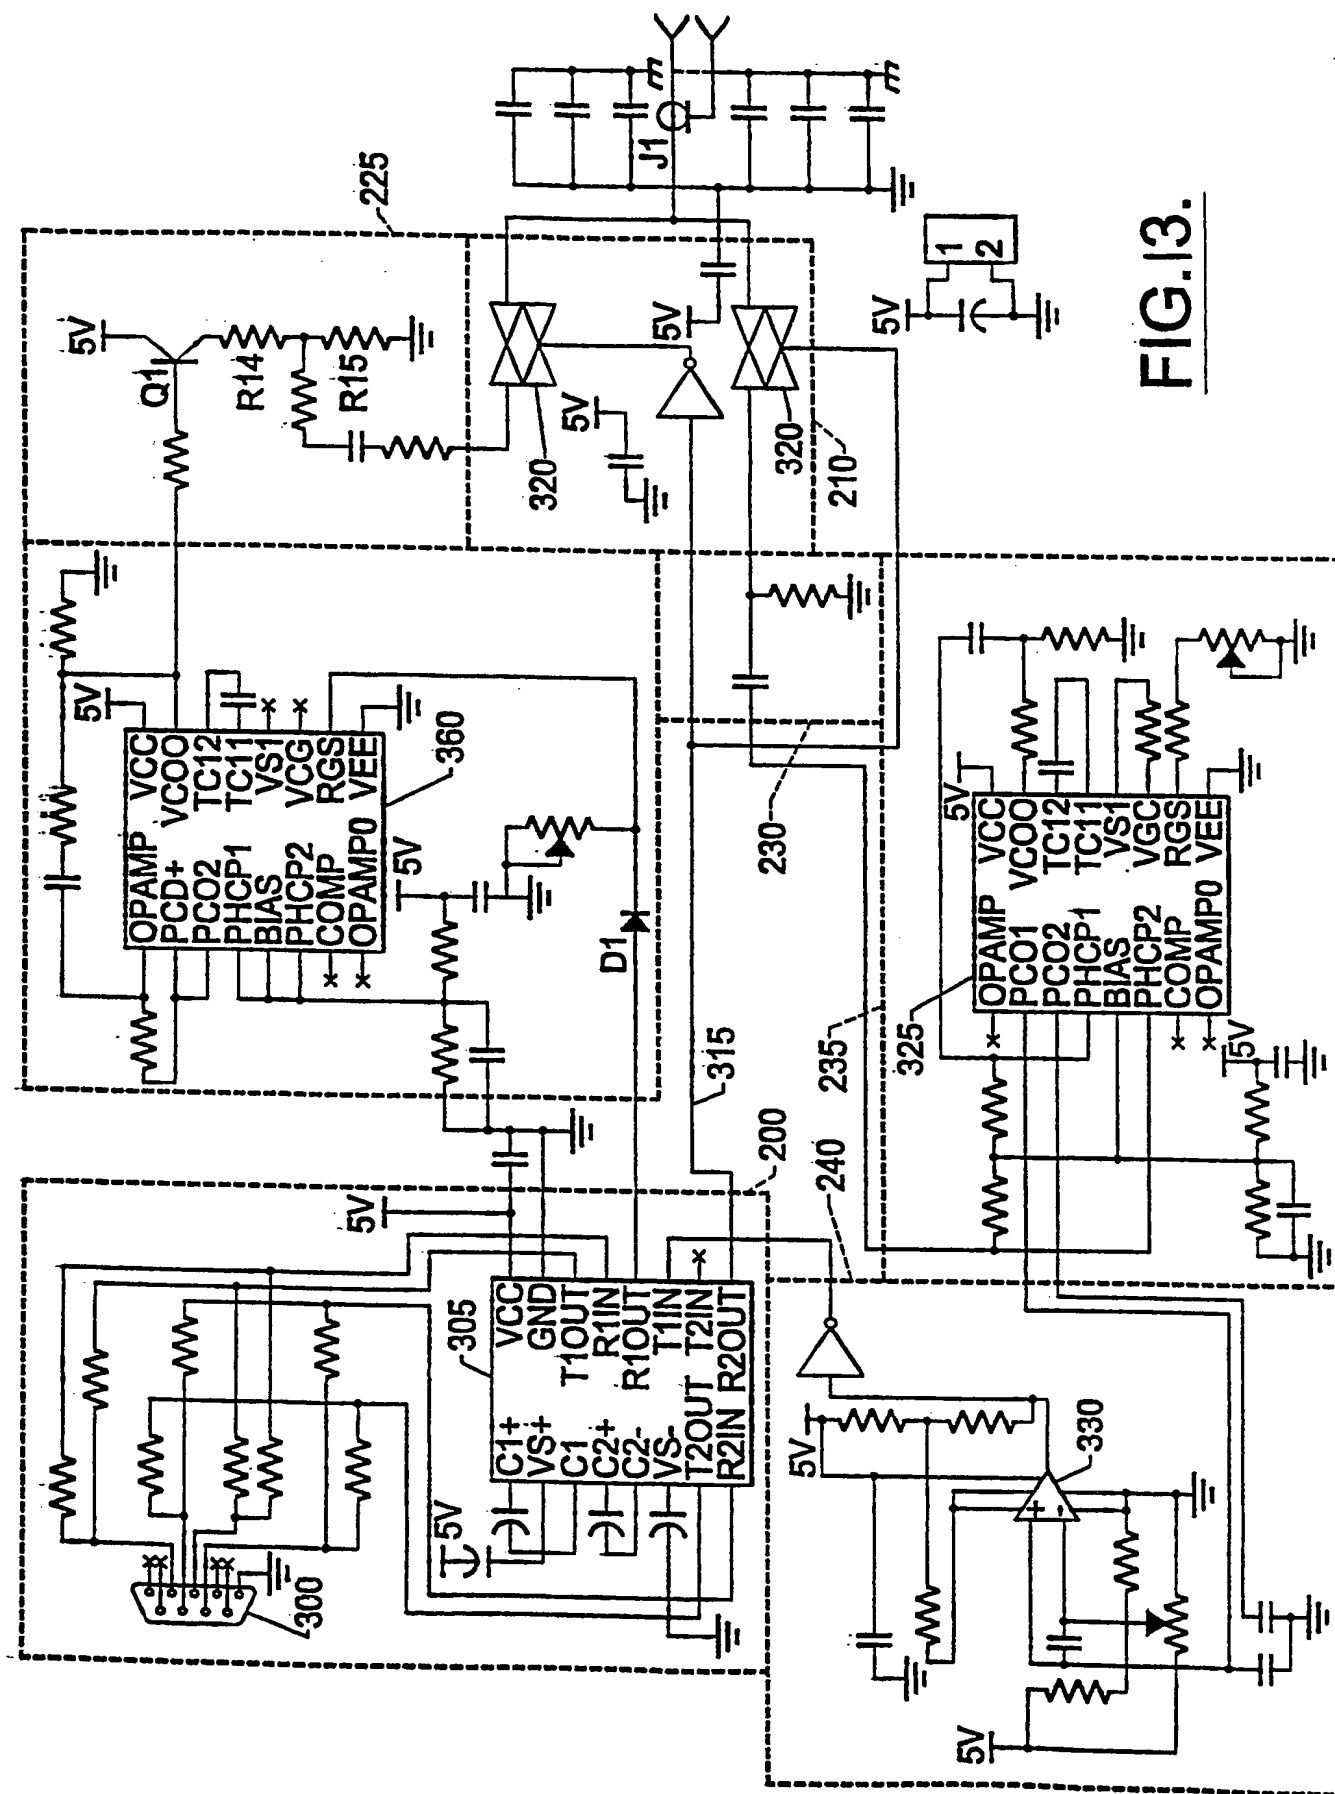 300
5V
305
C1+
VS+
C1
C2+
C2-
VS-
T2OUT
R2IN
VCC
GND
T1OUT
R1IN
R1OUT
T1IN
T2IN
R2OUT
5V
200
315
D1
OPAMP
PCD+
PCO2
PHCP1
BIAS
PHCP2
COMP
OPAMP0
VCC
VCOO
TC12
TC11
VS1
VCG
RGS
VEE
5V
5V
360
Q1
5V
R14
R15
225
320
5V
5V
320
210
J1
230
235
240
5V
330
5V
325
OPAMP
PCO1
PCO2
PHCP1
BIAS
PHCP2
COMP
OPAMP0
VCC
VCOO
TC12
TC11
VS1
VGC
RGS
VEE
5V
5V
5V
1
2
FIG.13.